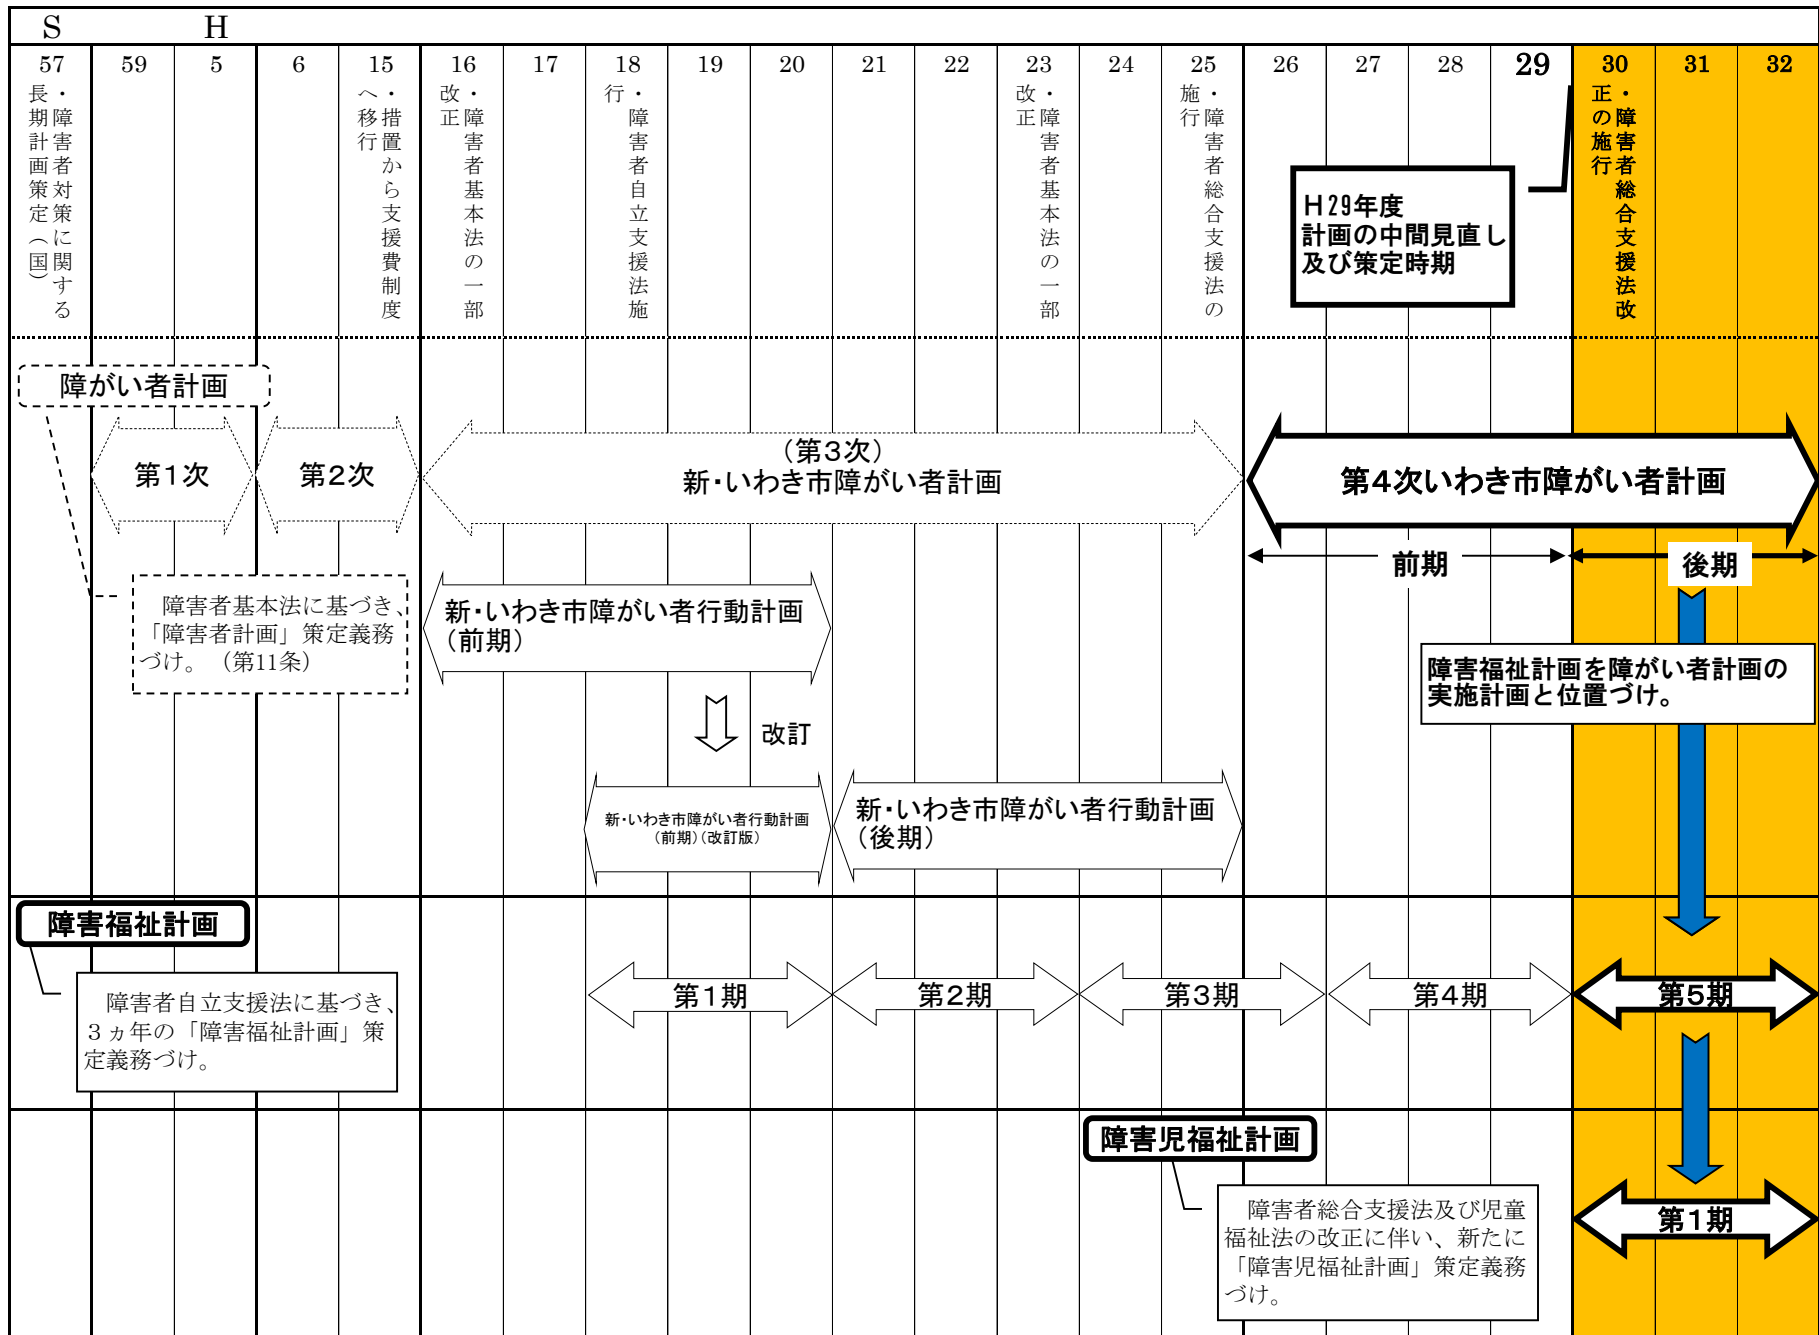 S H
57 59 5 6 15 16 17 18 19 20 21 22 23 24 25 26 27 28 29 30 31 32
・障害者対策に関する
長期計画策定（国）
・措置から支援費制度
へ移行
・障害者基本法の一部
改正
・障害者自立支援法施
行
・障害者基本法の一部
改正
・障害者総合支援法の
施行
・障害者総合支援法改
正の施行
H29年度
計画の中間見直し
及び策定時期
障がい者計画
第１次
第２次
（第３次）
新・いわき市障がい者計画
第４次いわき市障がい者計画
前期
後期
障害者基本法に基づき、
「障害者計画」策定義務
づけ。（第11条）
新・いわき市障がい者行動計画
（前期）
改訂
障害福祉計画を障がい者計画の
実施計画と位置づけ。
新・いわき市障がい者行動計画
（前期）（改訂版）
新・いわき市障がい者行動計画
（後期）
障害福祉計画
障害者自立支援法に基づき、
３ヵ年の「障害福祉計画」策
定義務づけ。
第１期
第２期
第３期
第４期
第５期
障害児福祉計画
障害者総合支援法及び児童
福祉法の改正に伴い、新たに
「障害児福祉計画」策定義務
づけ。
第１期